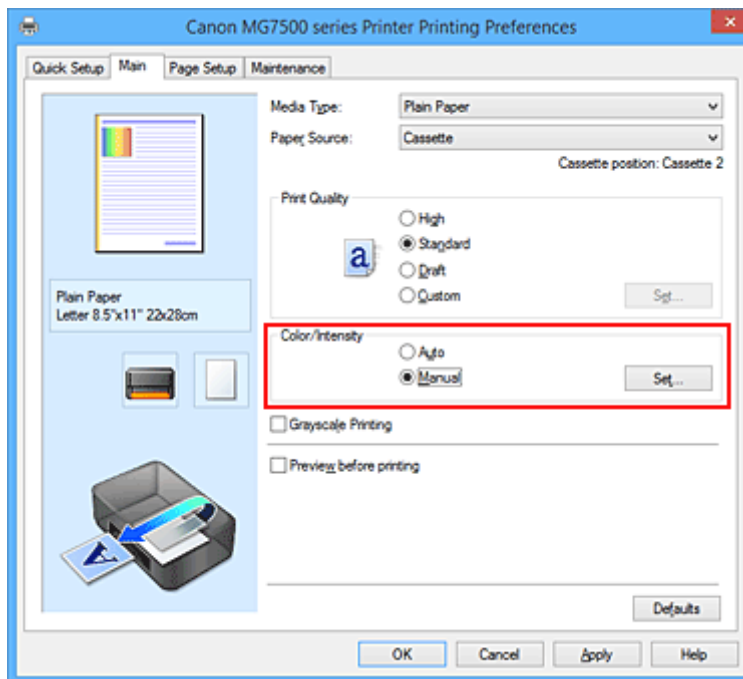 Canon MG7500 series Printer Printing Preferences
Quick Setup Main Page Setup Maintenance
Media Type: Plain Paper
Paper Source: Cassette
Cassette position: Cassette 2
Print Quality
High
a Standard
Draft
Custom Set...
Plain Paper
Letter 8.5"x11" 22x28cm
Color/Intensity
Auto
Manual Set...
Grayscale Printing
Preview before printing
A
Defaults
OK Cancel Apply Help